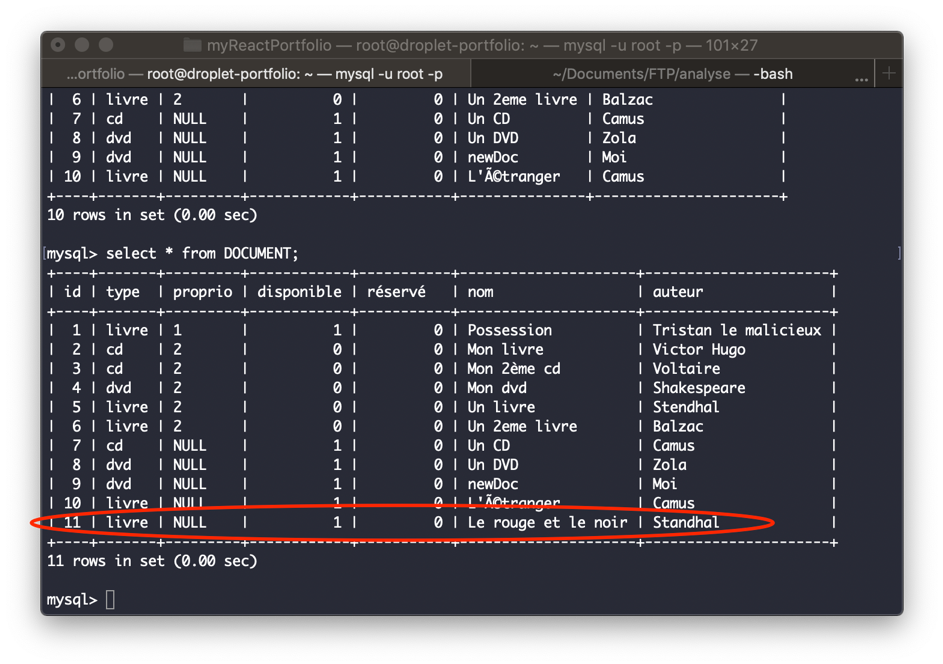 myReactPortfolio — root@droplet-portfolio: ~ — mysql -u root -p — 101×27
...ortfolio — root@droplet-portfolio: ~ — mysql -u root -p ~/Documents/FTP/analyse — -bash ... +
|  6 | livre | 2       |          0 |        0 | Un 2eme livre | Balzac               |
|  7 | cd    | NULL    |          1 |        0 | Un CD         | Camus                |
|  8 | dvd   | NULL    |          1 |        0 | Un DVD        | Zola                 |
|  9 | dvd   | NULL    |          1 |        0 | newDoc        | Moi                  |
| 10 | livre | NULL    |          1 |        0 | L'Ã©tranger   | Camus                |
+----+-------+---------+------------+----------+---------------+----------------------+
10 rows in set (0.00 sec)
[mysql> select * from DOCUMENT; ]
+----+-------+---------+------------+-----------+---------------------+----------------------+
| id | type  | proprio | disponible | réservé   | nom                 | auteur               |
+----+-------+---------+------------+-----------+---------------------+----------------------+
|  1 | livre | 1       |          1 |         0 | Possession          | Tristan le malicieux |
|  2 | cd    | 2       |          0 |         0 | Mon livre           | Victor Hugo          |
|  3 | cd    | 2       |          0 |         0 | Mon 2ème cd         | Voltaire             |
|  4 | dvd   | 2       |          0 |         0 | Mon dvd             | Shakespeare          |
|  5 | livre | 2       |          0 |         0 | Un livre            | Stendhal             |
|  6 | livre | 2       |          0 |         0 | Un 2eme livre       | Balzac               |
|  7 | cd    | NULL    |          1 |         0 | Un CD               | Camus                |
|  8 | dvd   | NULL    |          1 |         0 | Un DVD              | Zola                 |
|  9 | dvd   | NULL    |          1 |         0 | newDoc              | Moi                  |
| 10 | livre | NULL    |          1 |         0 | L'Ã©tranger         | Camus                |
| 11 | livre | NULL    |          1 |         0 | Le rouge et le noir | Standhal             |
+----+-------+---------+------------+-----------+---------------------+----------------------+
11 rows in set (0.00 sec)
mysql>